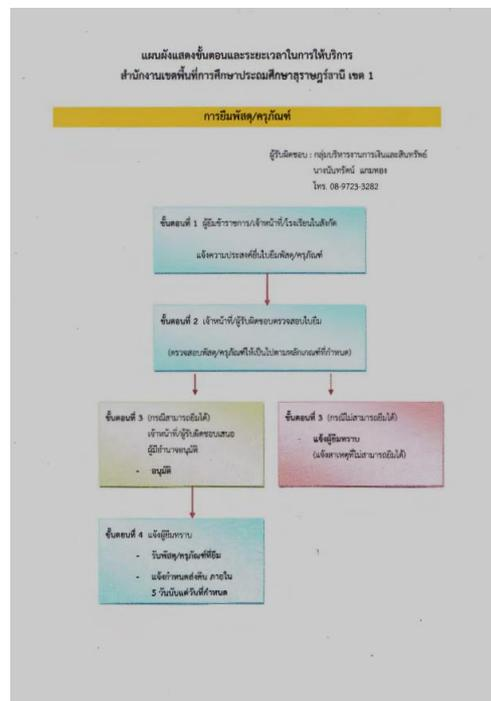 แผนผังแสดงขั้นตอนและระยะเวลาในการให้บริการ
สำนักงานเขตพื้นที่การศึกษาประถมศึกษาสุราษฎร์ธานี เขต 1
การยืมพัสดุ/ครุภัณฑ์
ผู้รับผิดชอบ : กลุ่มบริหารงานการเงินและสินทรัพย์
นางนันทรัตน์ แกมทอง
โทร. 08-9723-3282
ขั้นตอนที่ 1 ผู้ยืมข้าราชการ/เจ้าหน้าที่/โรงเรียนในสังกัด
แจ้งความประสงค์ยื่นใบยืมพัสดุ/ครุภัณฑ์
ขั้นตอนที่ 2 เจ้าหน้าที่/ผู้รับผิดชอบตรวจสอบใบยืม
(ตรวจสอบพัสดุ/ครุภัณฑ์ให้เป็นไปตามหลักเกณฑ์ที่กำหนด)
ขั้นตอนที่ 3 (กรณีสามารถยืมได้)
เจ้าหน้าที่/ผู้รับผิดชอบเสนอ
ผู้มีอำนาจอนุมัติ
- อนุมัติ
ขั้นตอนที่ 3 (กรณีไม่สามารถยืมได้)
- แจ้งผู้ยืมทราบ
(แจ้งสาเหตุที่ไม่สามารถยืมได้)
ขั้นตอนที่ 4 แจ้งผู้ยืมทราบ
- รับพัสดุ/ครุภัณฑ์ที่ยืม
- แจ้งกำหนดส่งคืน ภายใน
5 วันนับแต่วันที่กำหนด